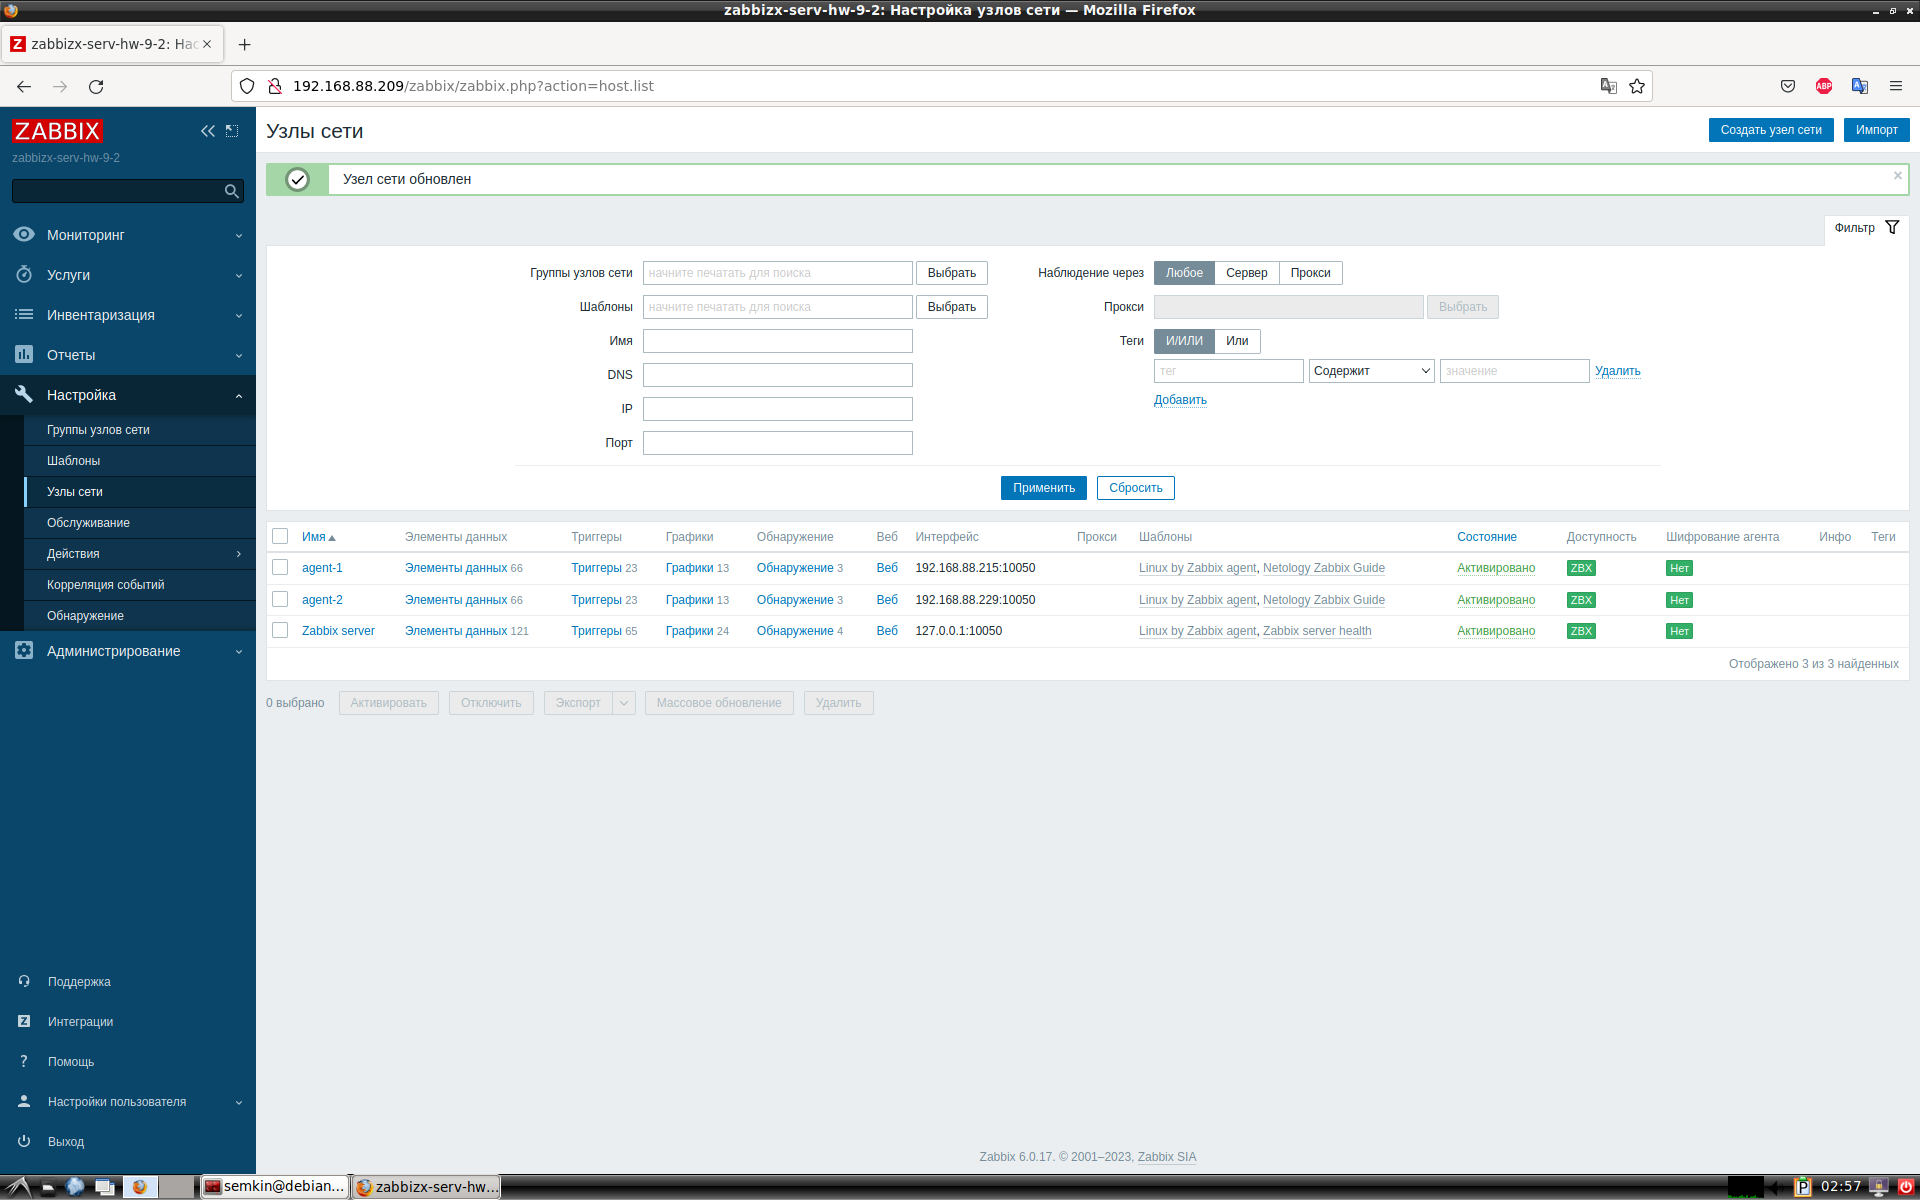 zabbizx-serv-hw-9-2: Настройка узлов сети — Mozilla Firefox
Z zabbizx-serv-hw-9-2: Нас
192.168.88.209/zabbix/zabbix.php?action=host.list
ABP
ZABBIX
zabbizx-serv-hw-9-2
Мониторинг
Услуги
Инвентаризация
Отчеты
Настройка
Группы узлов сети
Шаблоны
Узлы сети
Обслуживание
Действия
Корреляция событий
Обнаружение
Администрирование
Поддержка
Z Интеграции
? Помощь
Настройки пользователя
Выход
Узлы сети
Создать узел сети Импорт
Узел сети обновлен
Фильтр
Группы узлов сети начните печатать для поиска Выбрать
Шаблоны начните печатать для поиска Выбрать
Имя
DNS
IP
Порт
Наблюдение через Любое Сервер Прокси
Прокси Выбрать
Теги И/ИЛИ Или
тег Содержит значение Удалить
Добавить
Применить Сбросить
Имя Элементы данных Триггеры Графики Обнаружение Веб Интерфейс Прокси Шаблоны Состояние Доступность Шифрование агента Инфо Теги
agent-1 Элементы данных 66 Триггеры 23 Графики 13 Обнаружение 3 Веб 192.168.88.215:10050 Linux by Zabbix agent, Netology Zabbix Guide Активировано ZBX Нет
agent-2 Элементы данных 66 Триггеры 23 Графики 13 Обнаружение 3 Веб 192.168.88.229:10050 Linux by Zabbix agent, Netology Zabbix Guide Активировано ZBX Нет
Zabbix server Элементы данных 121 Триггеры 65 Графики 24 Обнаружение 4 Веб 127.0.0.1:10050 Linux by Zabbix agent, Zabbix server health Активировано ZBX Нет
Отображено 3 из 3 найденных
0 выбрано Активировать Отключить Экспорт Массовое обновление Удалить
Zabbix 6.0.17. © 2001–2023, Zabbix SIA
semkin@debian... zabbizx-serv-hw... P 02:57